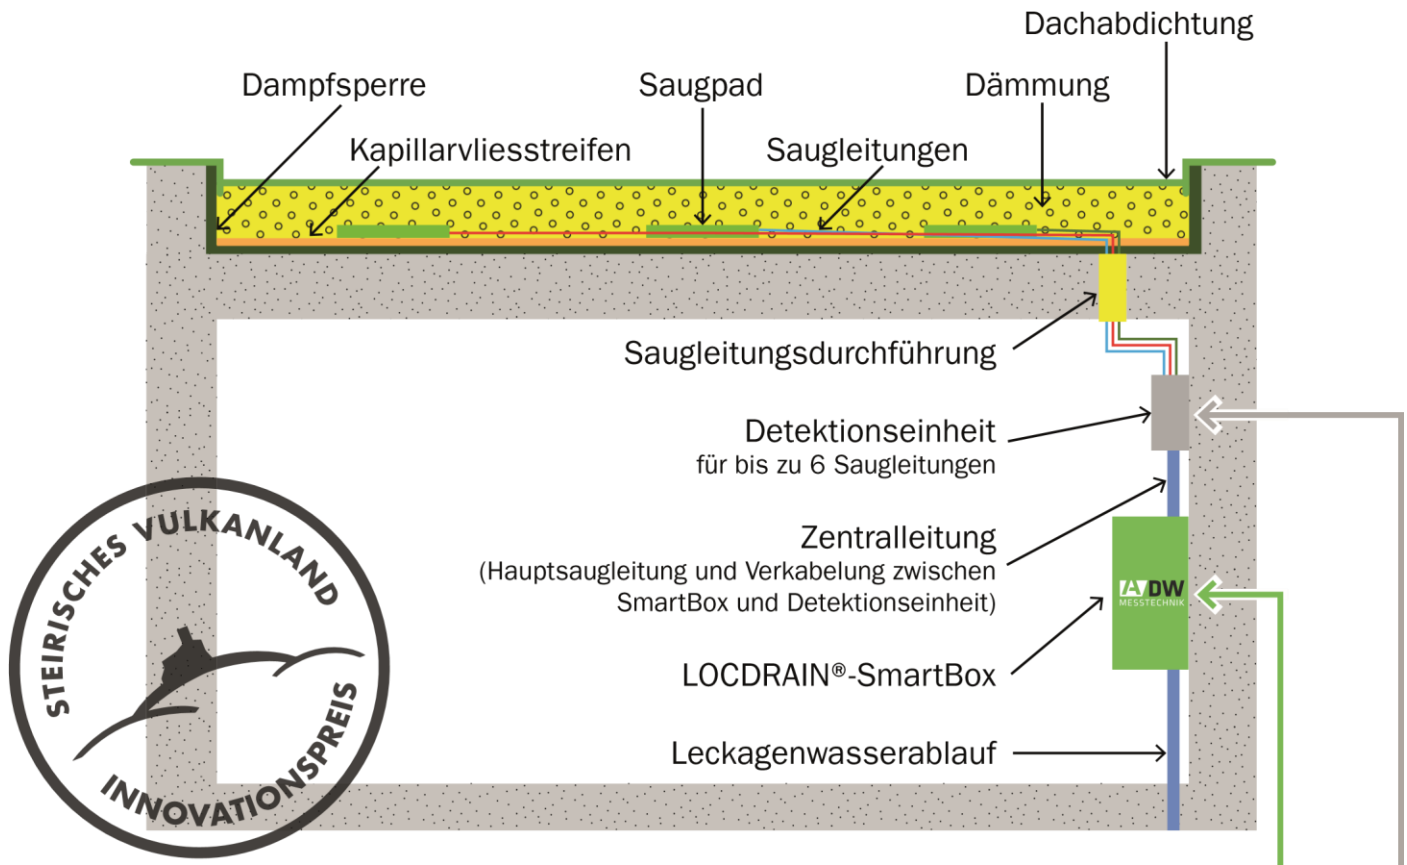 Dachabdichtung
Dampfsperre
Saugpad
Dämmung
Kapillarvliesstreifen
Saugleitungen
Saugleitungsdurchführung
Detektionseinheit
für bis zu 6 Saugleitungen
Zentralleitung
(Hauptsaugleitung und Verkabelung zwischen
SmartBox und Detektionseinheit)
ADW
MESSTECHNIK
LOCDRAIN®-SmartBox
Leckagenwasserablauf
STEIRISCHES VULKANLAND
INNOVATIONSPREIS